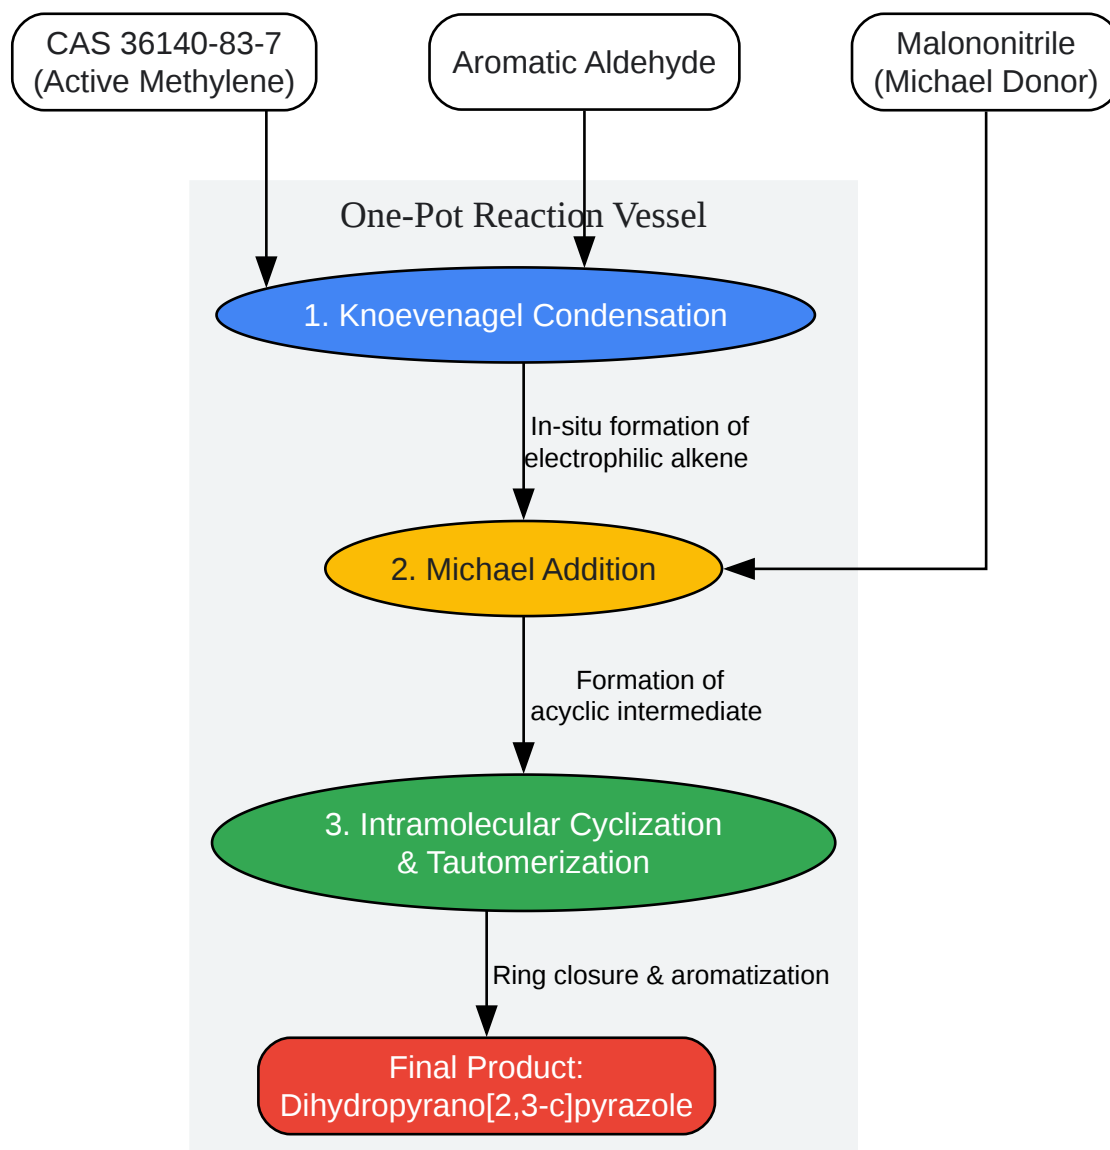 CAS 36140-83-7
(Active Methylene)
Aromatic Aldehyde
Malononitrile
(Michael Donor)
One-Pot Reaction Vessel
1. Knoevenagel Condensation
In-situ formation of
electrophilic alkene
2. Michael Addition
Formation of
acyclic intermediate
3. Intramolecular Cyclization
& Tautomerization
Ring closure & aromatization
Final Product:
Dihydropyrano[2,3-c]pyrazole